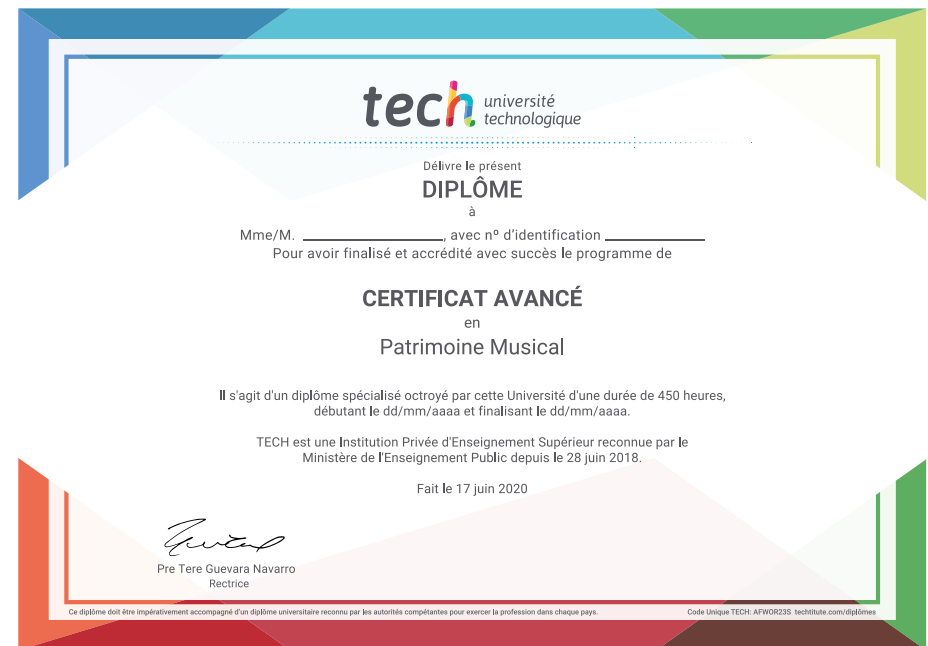 tech université
technologique
Délivre le présent
DIPLÔME
à
Mme/M. ____________________, avec nº d'identification ______________
Pour avoir finalisé et accrédité avec succès le programme de
CERTIFICAT AVANCÉ
en
Patrimoine Musical
Il s'agit d'un diplôme spécialisé octroyé par cette Université d'une durée de 450 heures,
débutant le dd/mm/aaaa et finalisant le dd/mm/aaaa.
TECH est une Institution Privée d'Enseignement Supérieur reconnue par le
Ministère de l'Enseignement Public depuis le 28 juin 2018.
Fait le 17 juin 2020
Pre Tere Guevara Navarro
Rectrice
Ce diplôme doit être impérativement accompagné d'un diplôme universitaire reconnu par les autorités compétentes pour exercer la profession dans chaque pays.
Code Unique TECH: AFWOR23S techtitute.com/diplômes